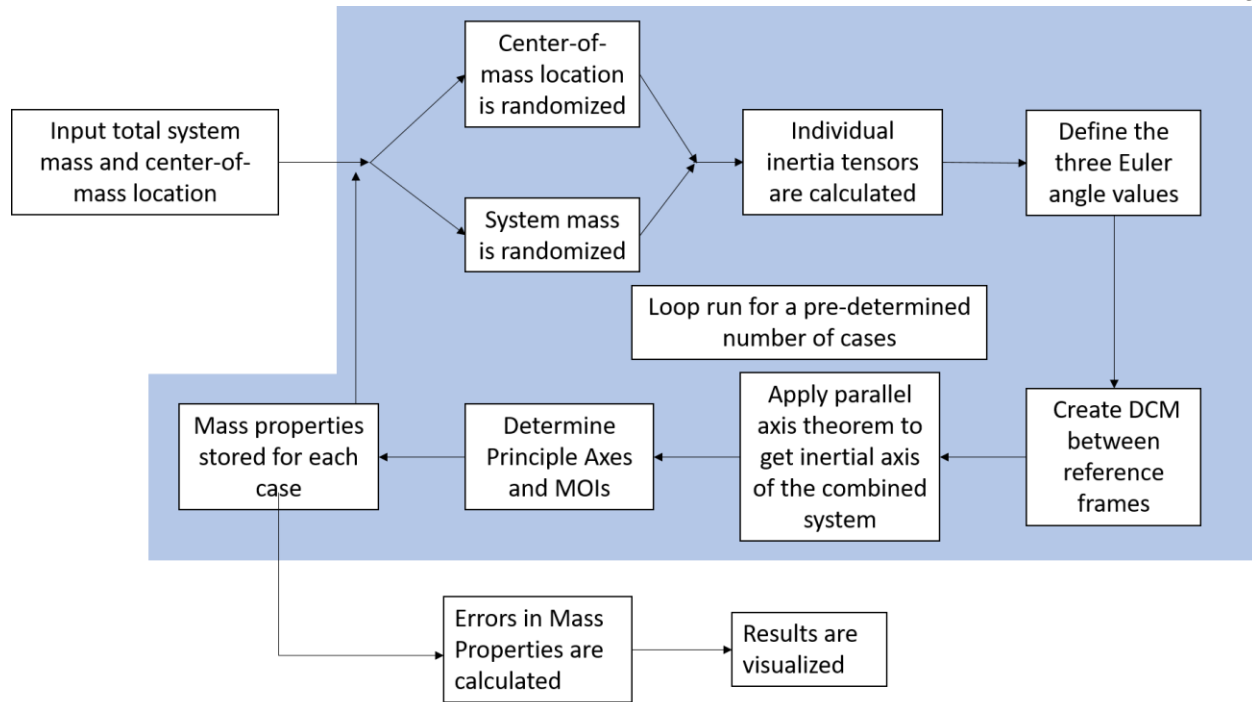 Input total system
mass and center-of-
mass location
Center-of-
mass location
is randomized
System mass
is randomized
Individual
inertia tensors
are calculated
Define the
three Euler
angle values
Loop run for a pre-determined
number of cases
Create DCM
between
reference
frames
Apply parallel
axis theorem to
get inertial axis
of the combined
system
Determine
Principle Axes
and MOIs
Mass properties
stored for each
case
Errors in Mass
Properties are
calculated
Results are
visualized